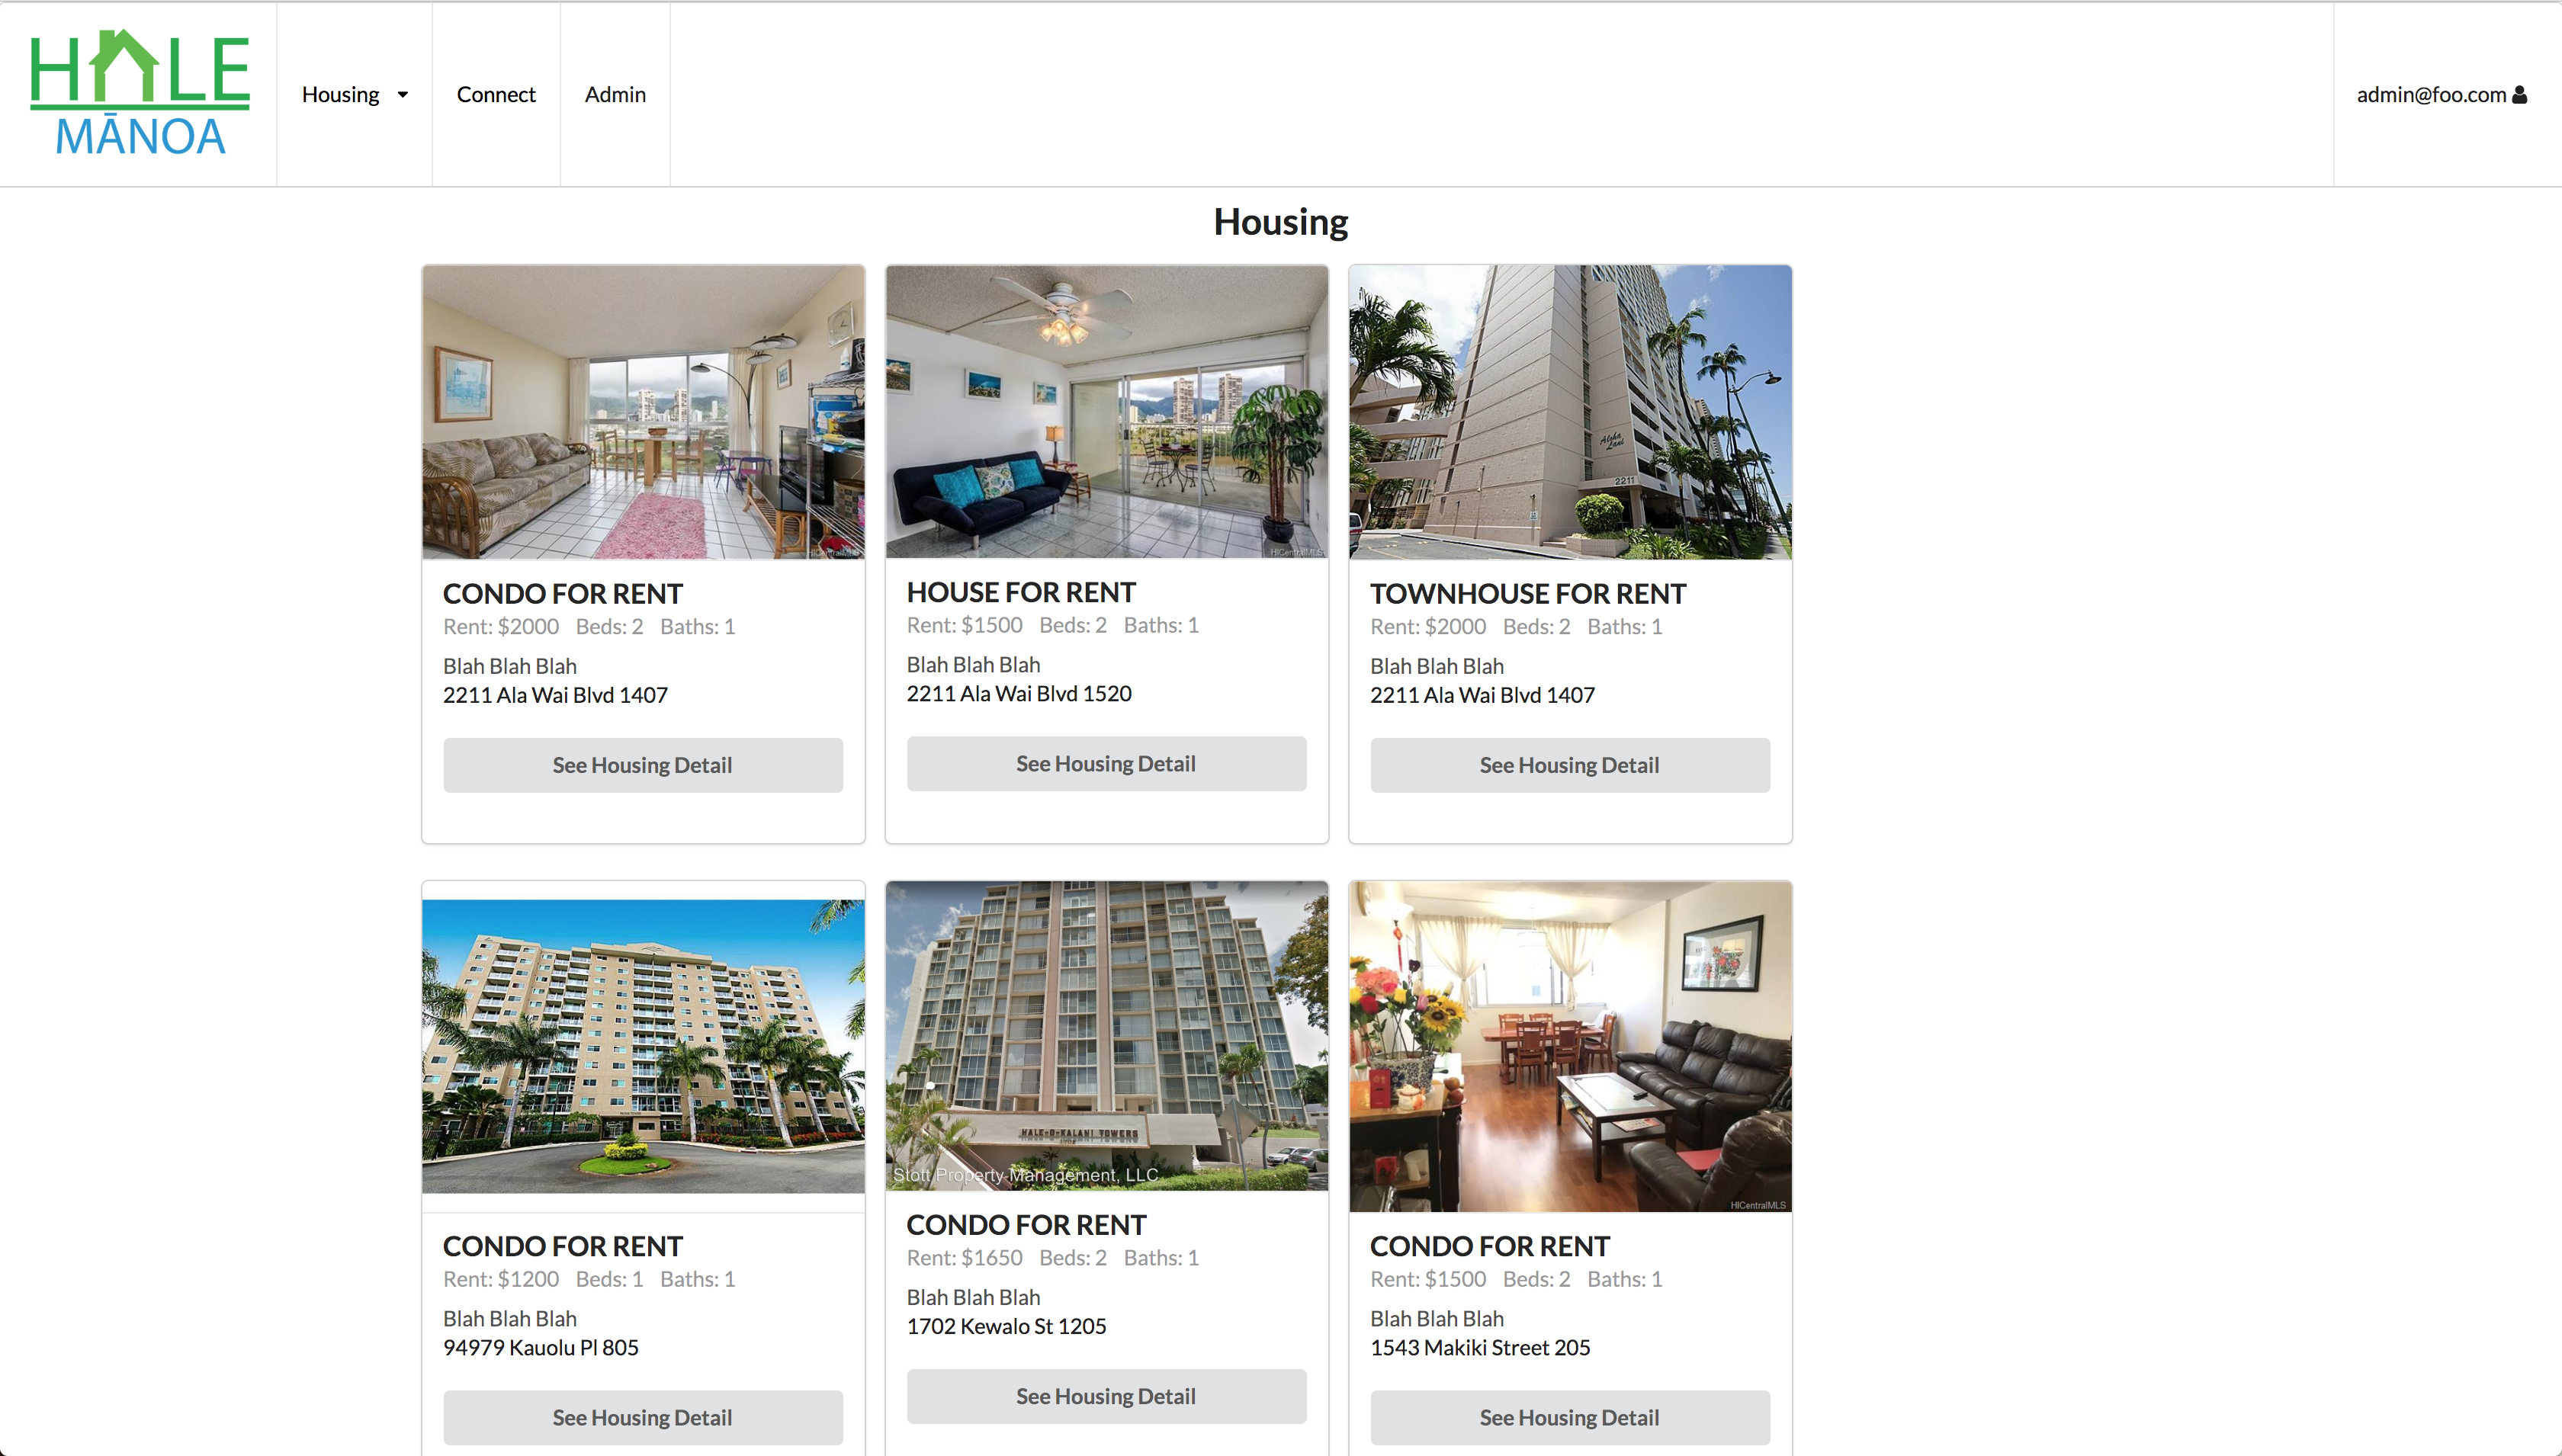 HALE
MĀNOA
Housing
Connect
Admin
admin@foo.com
Housing
HICentralMLS
HICentralMLS
Aloha
Lani
2211
CONDO FOR RENT
Rent: $2000 Beds: 2 Baths: 1
Blah Blah Blah
2211 Ala Wai Blvd 1407
See Housing Detail
HOUSE FOR RENT
Rent: $1500 Beds: 2 Baths: 1
Blah Blah Blah
2211 Ala Wai Blvd 1520
See Housing Detail
TOWNHOUSE FOR RENT
Rent: $2000 Beds: 2 Baths: 1
Blah Blah Blah
2211 Ala Wai Blvd 1407
See Housing Detail
HALE-O-KALANI TOWERS
Stott Property Management, LLC
HICentralMLS
CONDO FOR RENT
Rent: $1200 Beds: 1 Baths: 1
Blah Blah Blah
94979 Kauolu Pl 805
See Housing Detail
CONDO FOR RENT
Rent: $1650 Beds: 2 Baths: 1
Blah Blah Blah
1702 Kewalo St 1205
See Housing Detail
CONDO FOR RENT
Rent: $1500 Beds: 2 Baths: 1
Blah Blah Blah
1543 Makiki Street 205
See Housing Detail